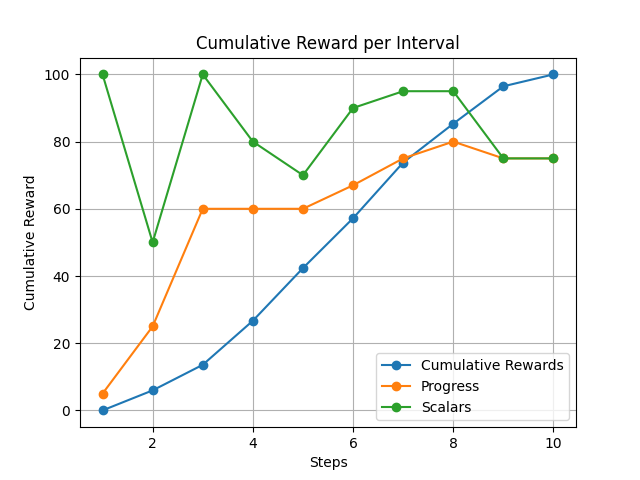 Cumulative Reward per Interval
100
80
60
40
20
0
Cumulative Reward
2 4 6 8 10
Steps
Cumulative Rewards
Progress
Scalars